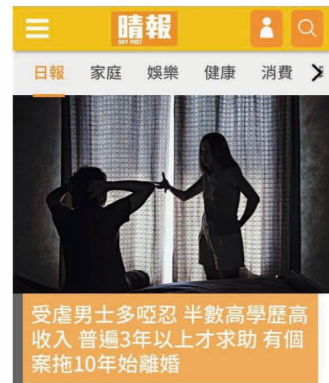 晴報
SKY POST
日報 家庭 娛樂 健康 消費
受虐男士多啞忍 半數高學歷高
收入 普遍3年以上才求助 有個
案拖10年始離婚